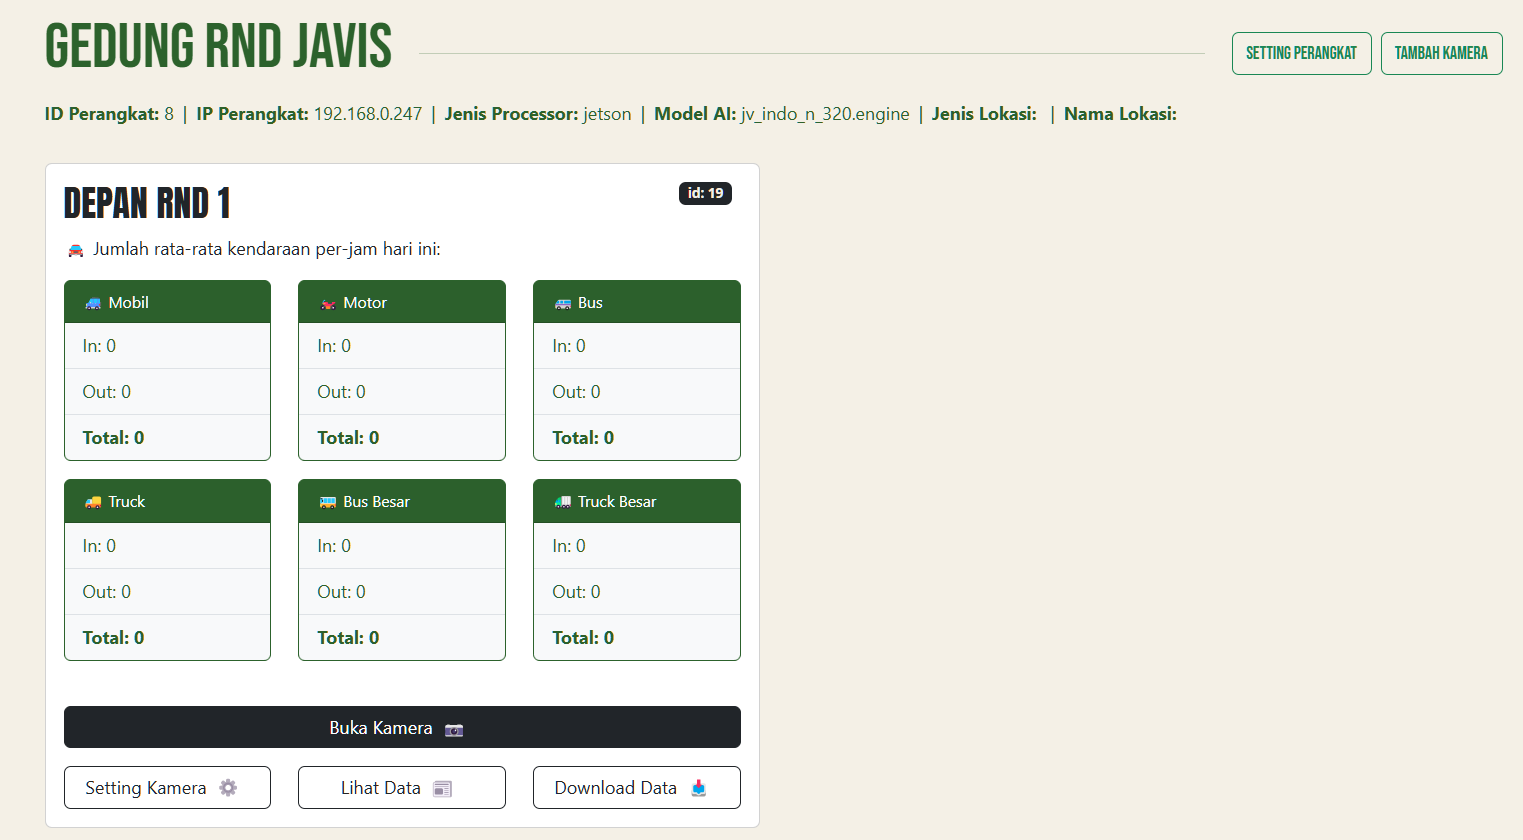 GEDUNG RND JAVIS
SETTING PERANGKAT
TAMBAH KAMERA
ID Perangkat: 8 | IP Perangkat: 192.168.0.247 | Jenis Processor: jetson | Model AI: jv_indo_n_320.engine | Jenis Lokasi: | Nama Lokasi:
DEPAN RND 1
id: 19
Jumlah rata-rata kendaraan per-jam hari ini:
Mobil
In: 0
Out: 0
Total: 0
Motor
In: 0
Out: 0
Total: 0
Bus
In: 0
Out: 0
Total: 0
Truck
In: 0
Out: 0
Total: 0
Bus Besar
In: 0
Out: 0
Total: 0
Truck Besar
In: 0
Out: 0
Total: 0
Buka Kamera
Setting Kamera
Lihat Data
Download Data